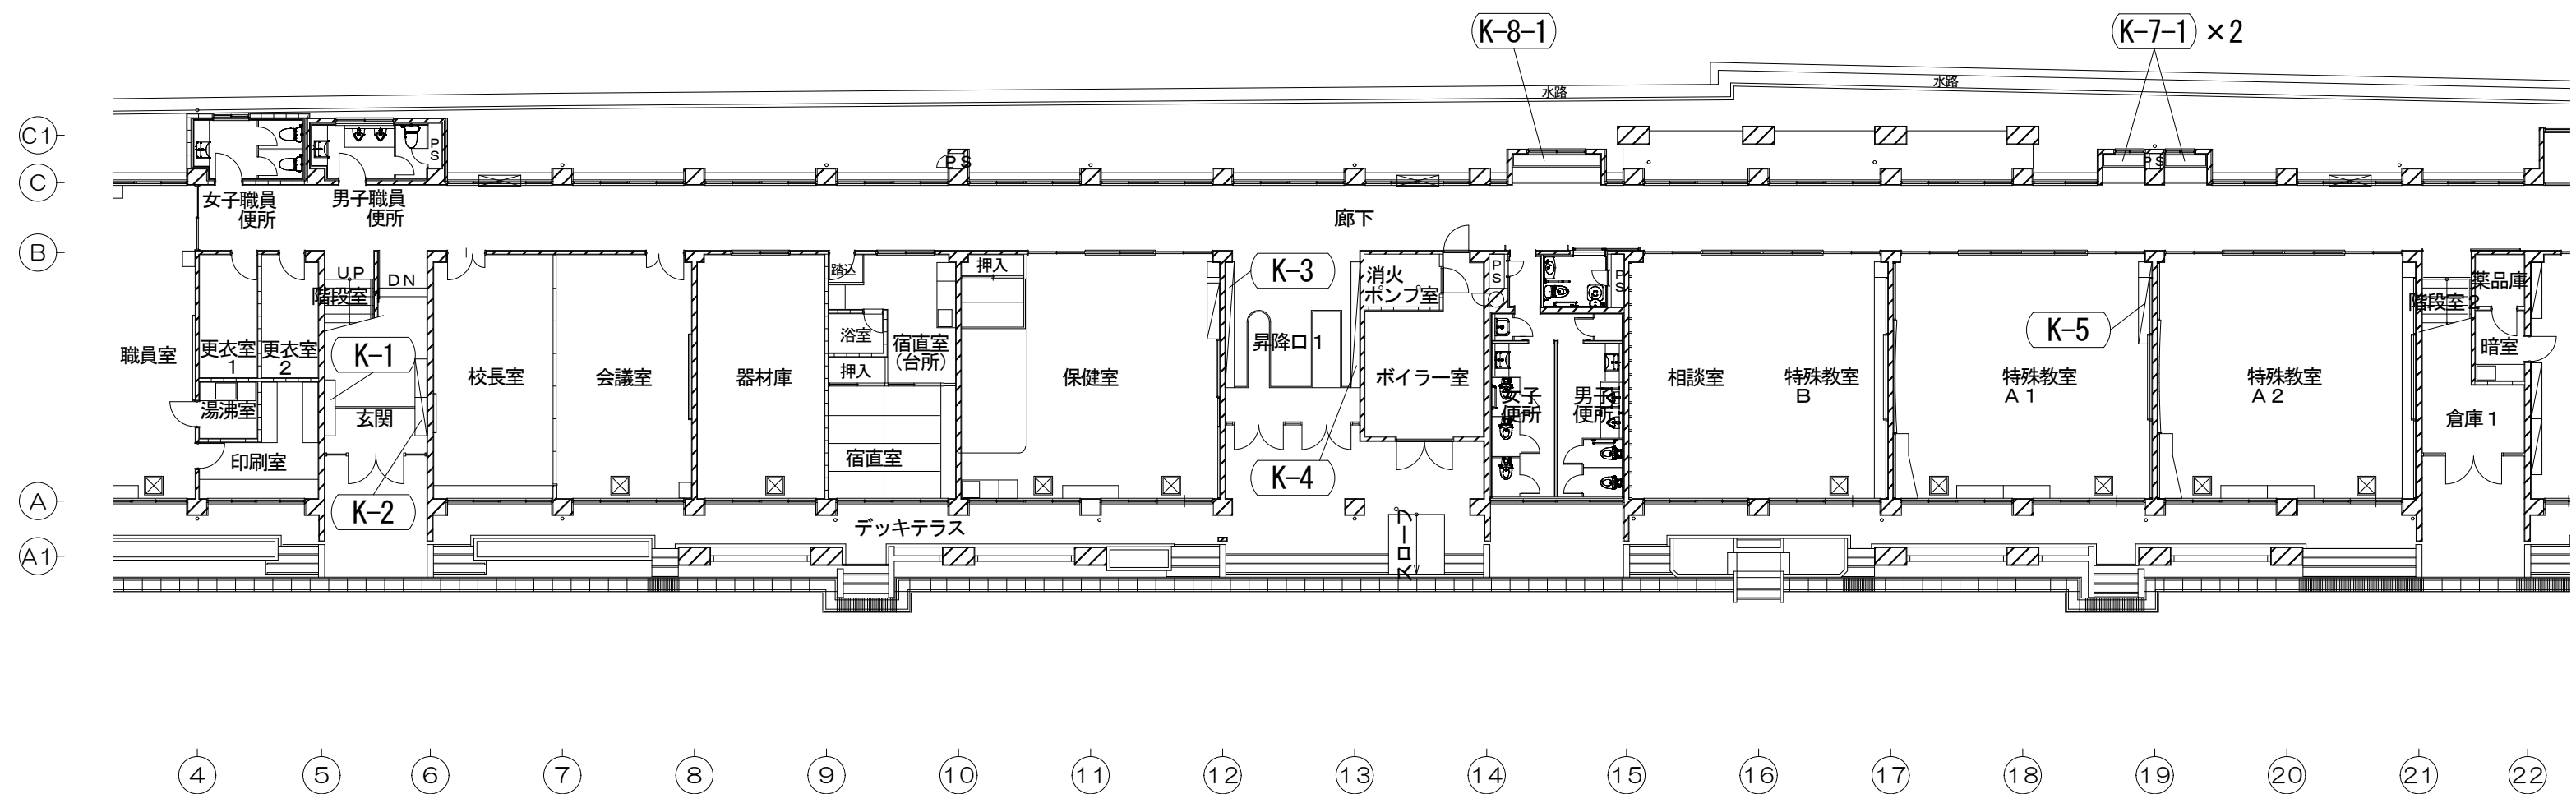 K-8-1
K-7-1 ×2
水路
水路
C1
C
B
A
A1
PS
PS
PS
女子職員
便所
男子職員
便所
廊下
UP
DN
階段室
踏込
押入
K-3
消火
ポンプ室
PS
PS
薬品庫
階段室2
職員室
更衣室
1
更衣室
2
K-1
浴室
宿直室
(台所)
押入
昇降口1
K-5
暗室
校長室
会議室
器材庫
保健室
ボイラー室
相談室
特殊教室
B
特殊教室
A1
特殊教室
A2
湯沸室
玄関
女子
便所
男子
便所
倉庫1
印刷室
宿直室
K-4
K-2
デッキテラス
スロープ
4
5
6
7
8
9
10
11
12
13
14
15
16
17
18
19
20
21
22